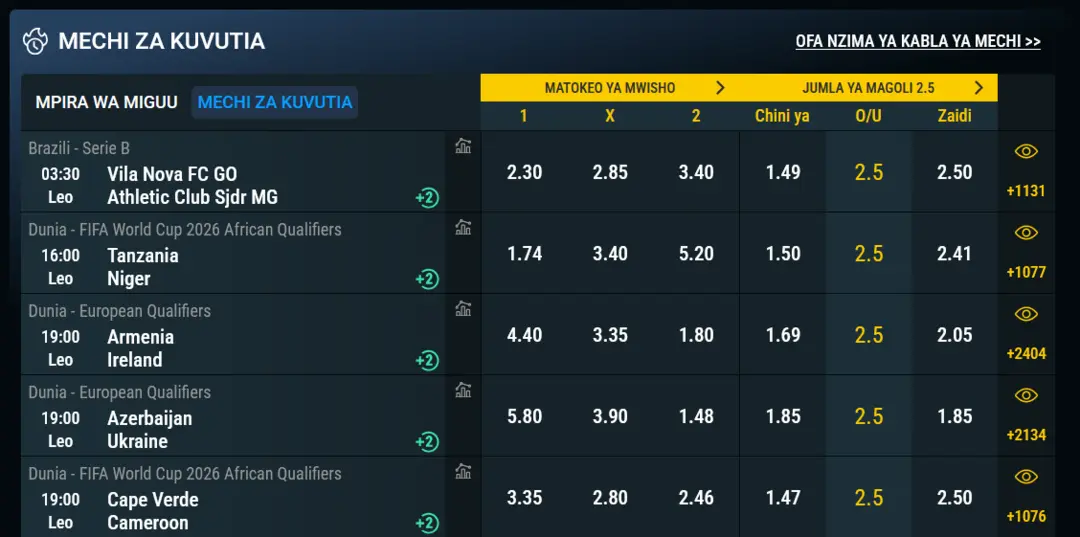 MECHI ZA KUVUTIA
OFA NZIMA YA KABLA YA MECHI >>
MPIRA WA MIGUU MECHI ZA KUVUTIA
MATOKEO YA MWISHO > JUMLA YA MAGOLI 2.5 >
1 X 2 Chini ya O/U Zaidi
Brazili - Serie B
03:30 Vila Nova FC GO
Leo Athletic Club Sjdr MG +2
2.30 2.85 3.40 1.49 2.5 2.50
+1131
Dunia - FIFA World Cup 2026 African Qualifiers
16:00 Tanzania
Leo Niger +2
1.74 3.40 5.20 1.50 2.5 2.41
+1077
Dunia - European Qualifiers
19:00 Armenia
Leo Ireland +2
4.40 3.35 1.80 1.69 2.5 2.05
+2404
Dunia - European Qualifiers
19:00 Azerbaijan
Leo Ukraine +2
5.80 3.90 1.48 1.85 2.5 1.85
+2134
Dunia - FIFA World Cup 2026 African Qualifiers
19:00 Cape Verde
Leo Cameroon +2
3.35 2.80 2.46 1.47 2.5 2.50
+1076